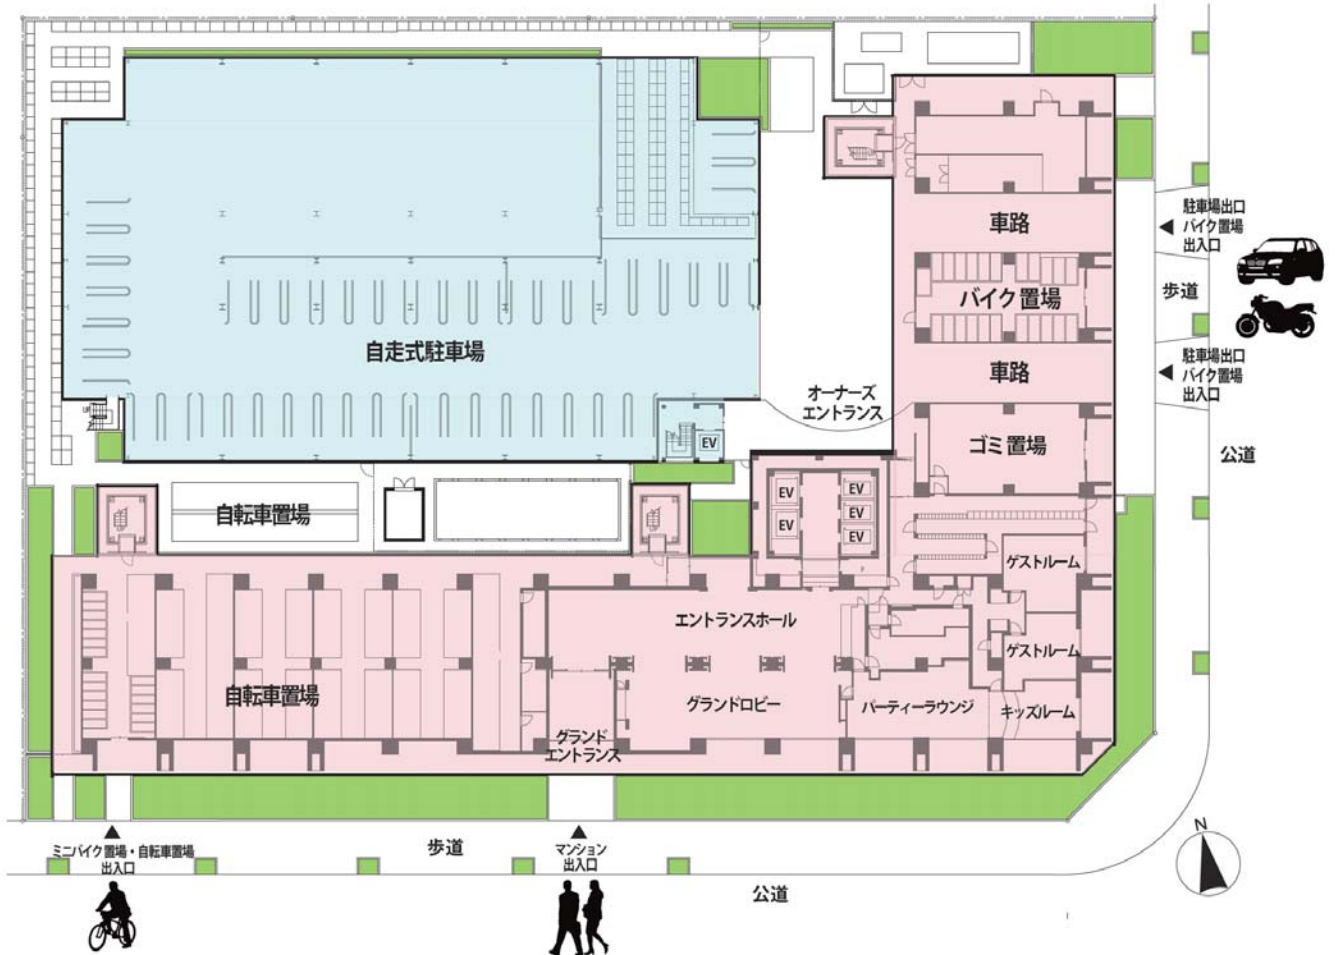 車路
駐車場出口
バイク置場
出入口
バイク置場
歩道
自走式駐車場
車路
駐車場出口
バイク置場
出入口
オーナーズ
エントランス
EV
ゴミ置場
公道
EV
EV
EV
EV
EV
自転車置場
ゲストルーム
エントランスホール
ゲストルーム
自転車置場
グランドロビー
パーティーラウンジ
キッズルーム
グランド
エントランス
N
ミニバイク置場・自転車置場
出入口
歩道
マンション
出入口
公道